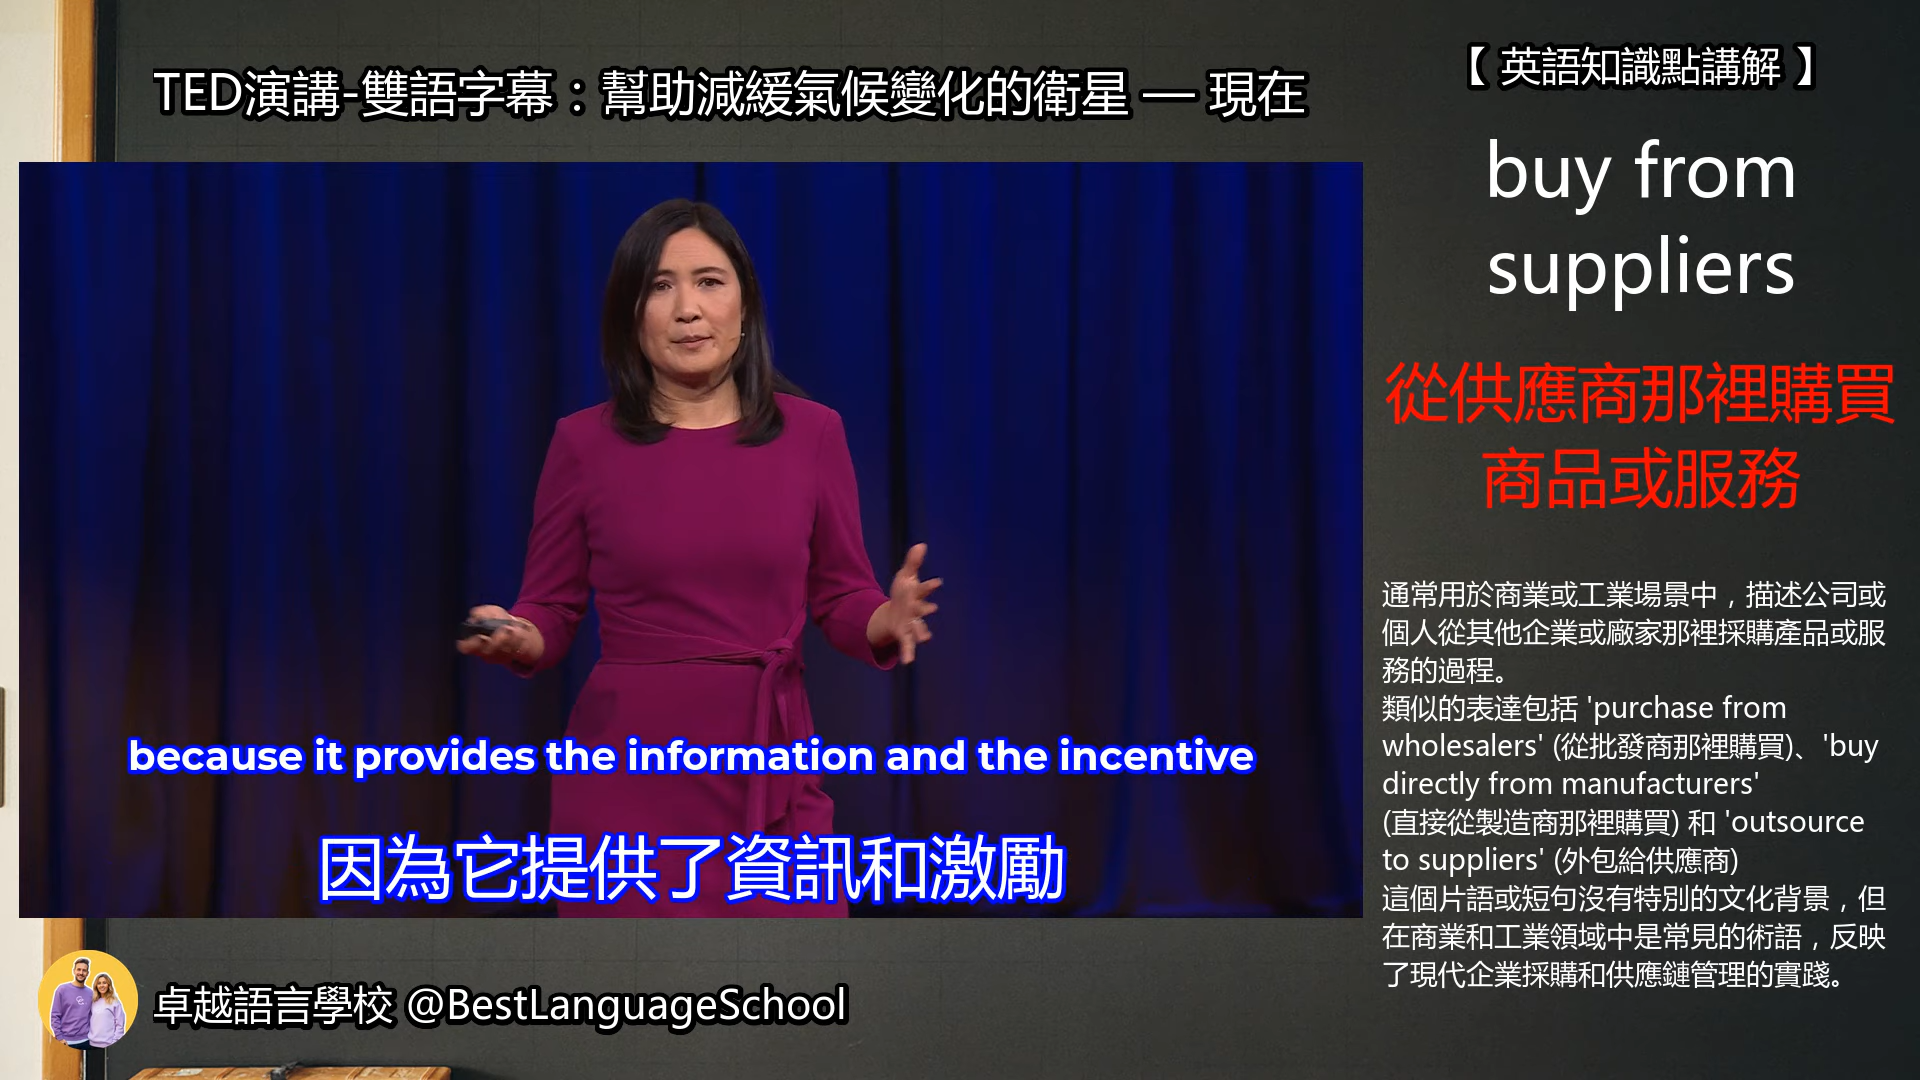 TED演講-雙語字幕：幫助減緩氣候變化的衛星 — 現在
because it provides the information and the incentive
因為它提供了資訊和激勵
卓越語言學校 @BestLanguageSchool
【 英語知識點講解 】
buy from
suppliers
從供應商那裡購買
商品或服務
通常用於商業或工業場景中，描述公司或
個人從其他企業或廠家那裡採購產品或服
務的過程。
類似的表達包括 'purchase from
wholesalers' (從批發商那裡購買)、'buy
directly from manufacturers'
(直接從製造商那裡購買) 和 'outsource
to suppliers' (外包給供應商)
這個片語或短句沒有特別的文化背景，但
在商業和工業領域中是常見的術語，反映
了現代企業採購和供應鏈管理的實踐。